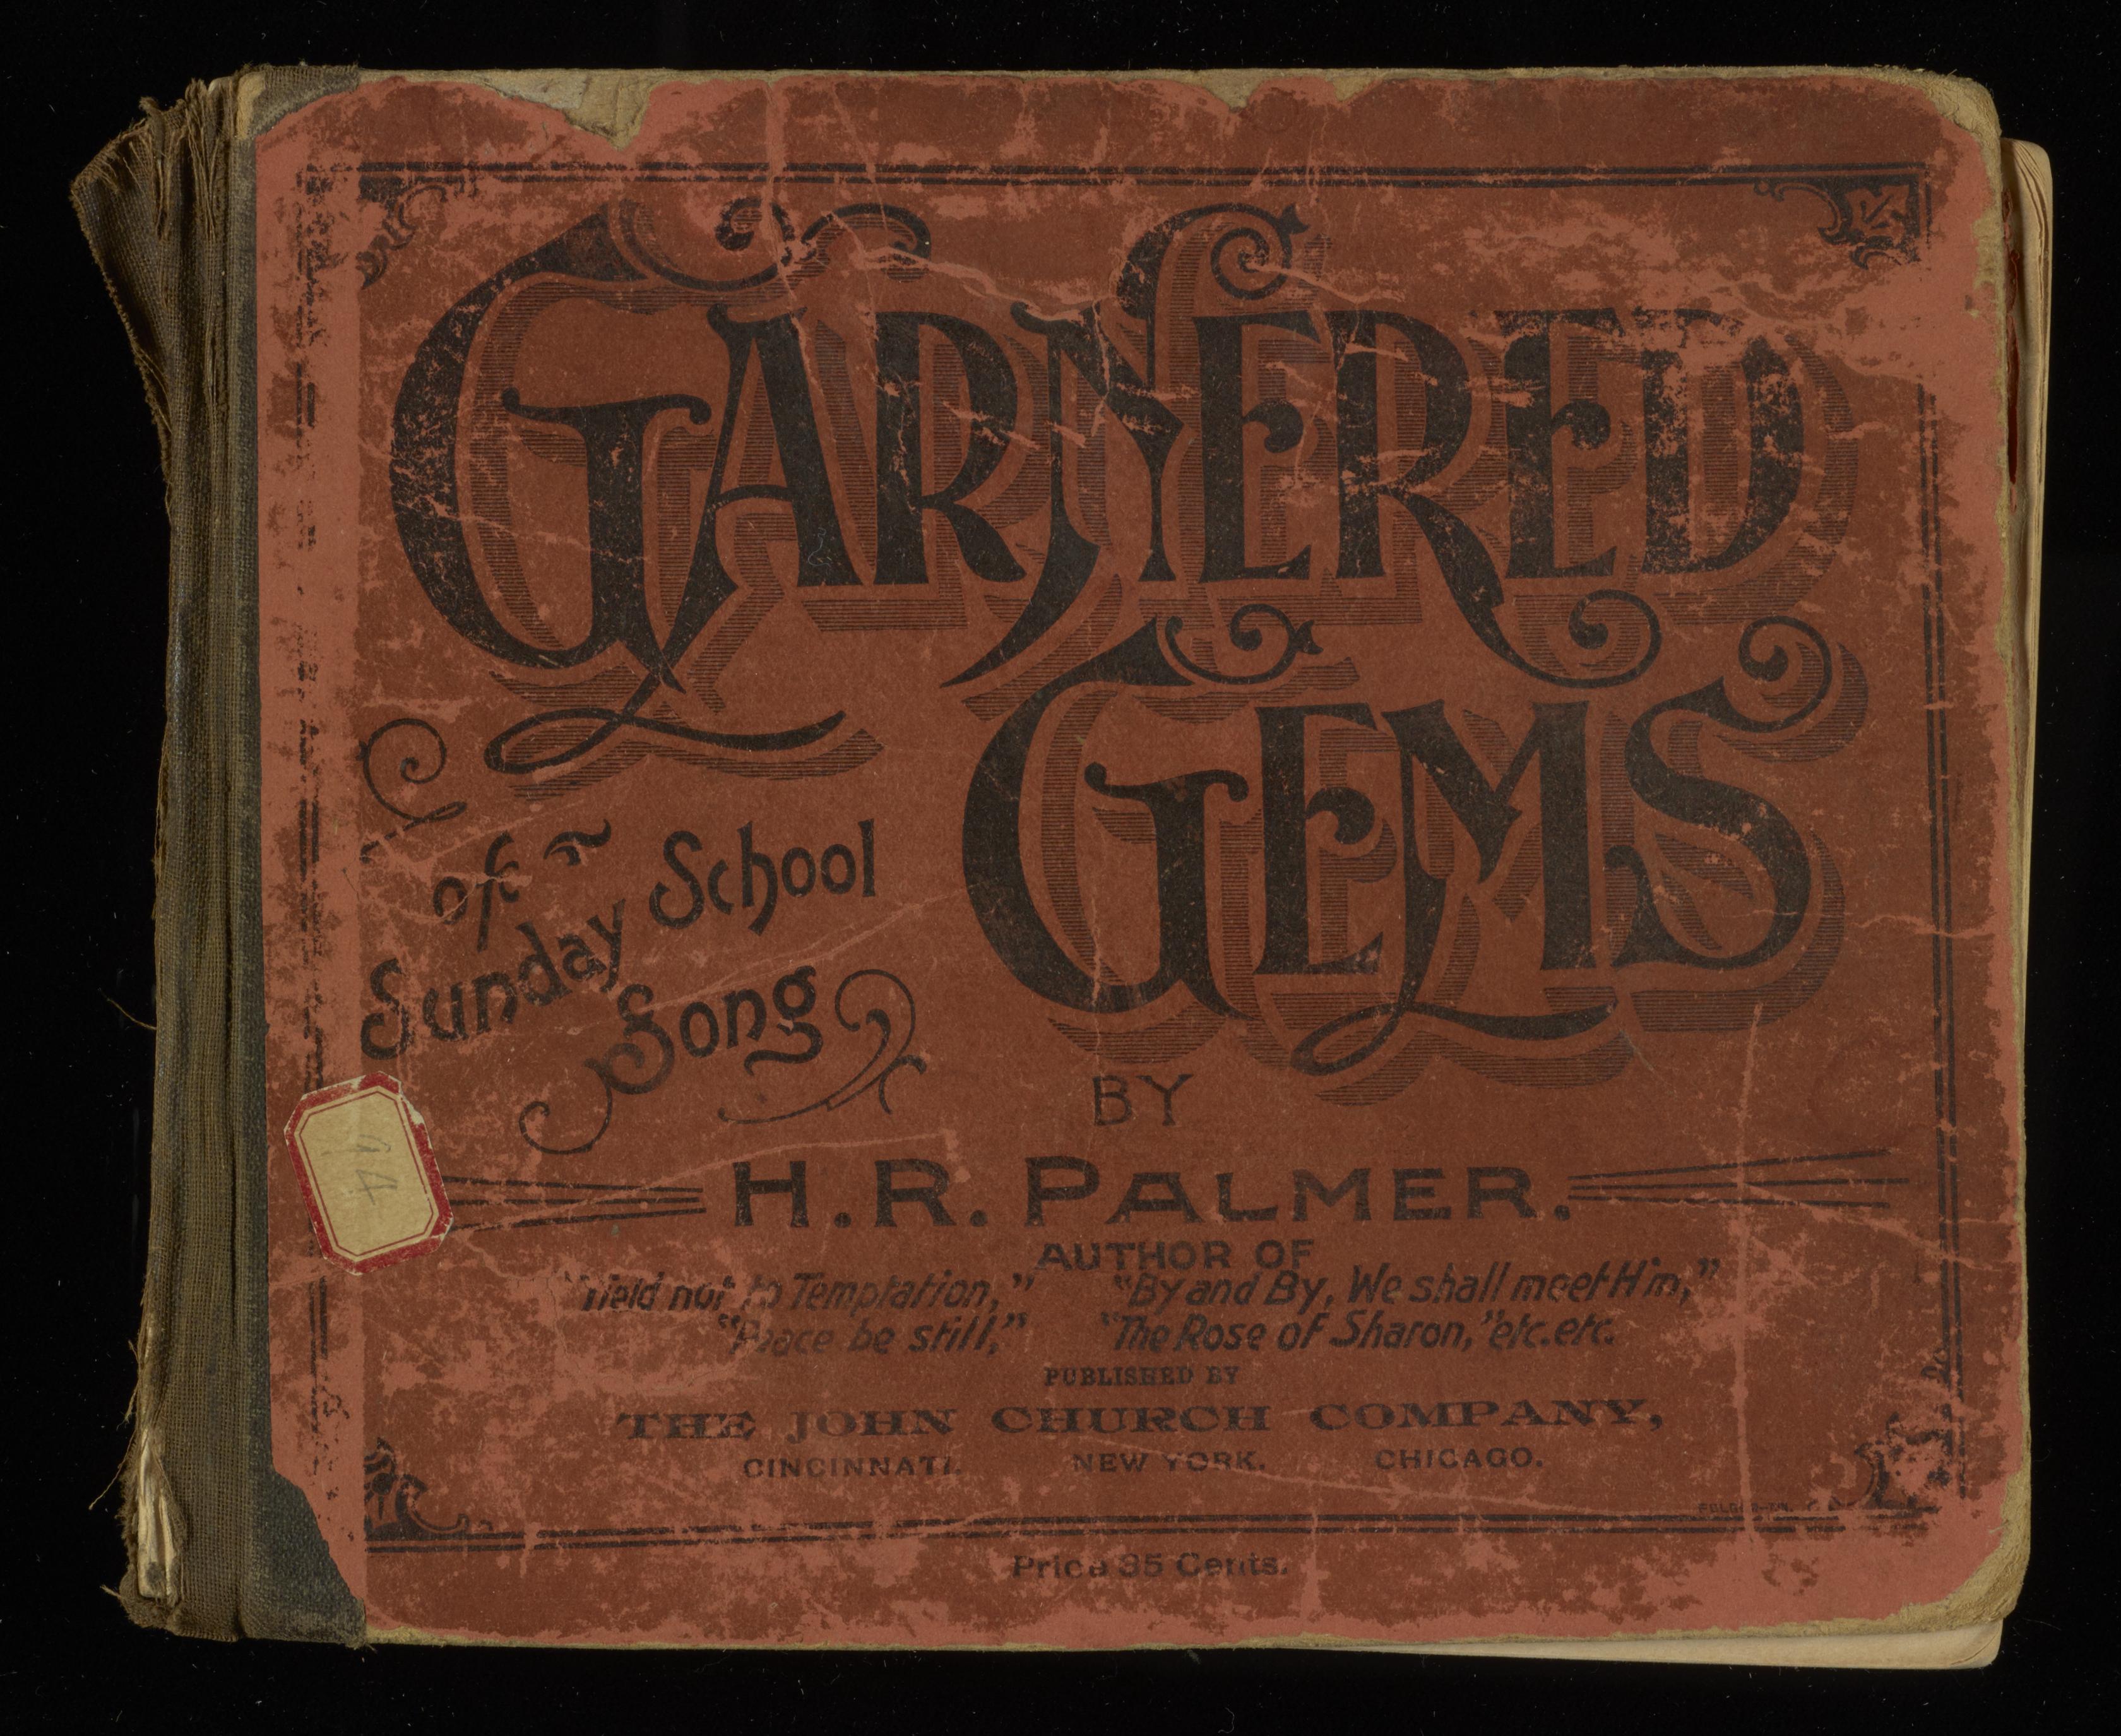 GARNERED
GEMS
of
Sunday School
Song
BY
H. R. PALMER.
AUTHOR OF
"Yield not to Temptation," "By and By, We shall meet Him,"
"Peace be still," "The Rose of Sharon," etc. etc.
PUBLISHED BY
THE JOHN CHURCH COMPANY,
CINCINNATI. NEW YORK. CHICAGO.
Price 35 Cents.
94